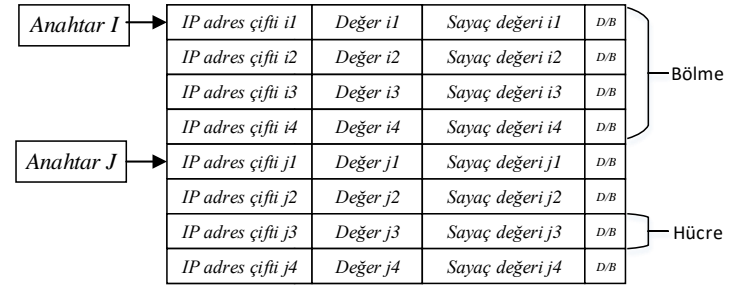 Anahtar I IP adres çifti i1 Değer i1 Sayaç değeri i1 D/B
IP adres çifti i2 Değer i2 Sayaç değeri i2 D/B
Bölme
IP adres çifti i3 Değer i3 Sayaç değeri i3 D/B
IP adres çifti i4 Değer i4 Sayaç değeri i4 D/B
Anahtar J IP adres çifti j1 Değer j1 Sayaç değeri j1 D/B
IP adres çifti j2 Değer j2 Sayaç değeri j2 D/B
IP adres çifti j3 Değer j3 Sayaç değeri j3 D/B Hücre
IP adres çifti j4 Değer j4 Sayaç değeri j4 D/B